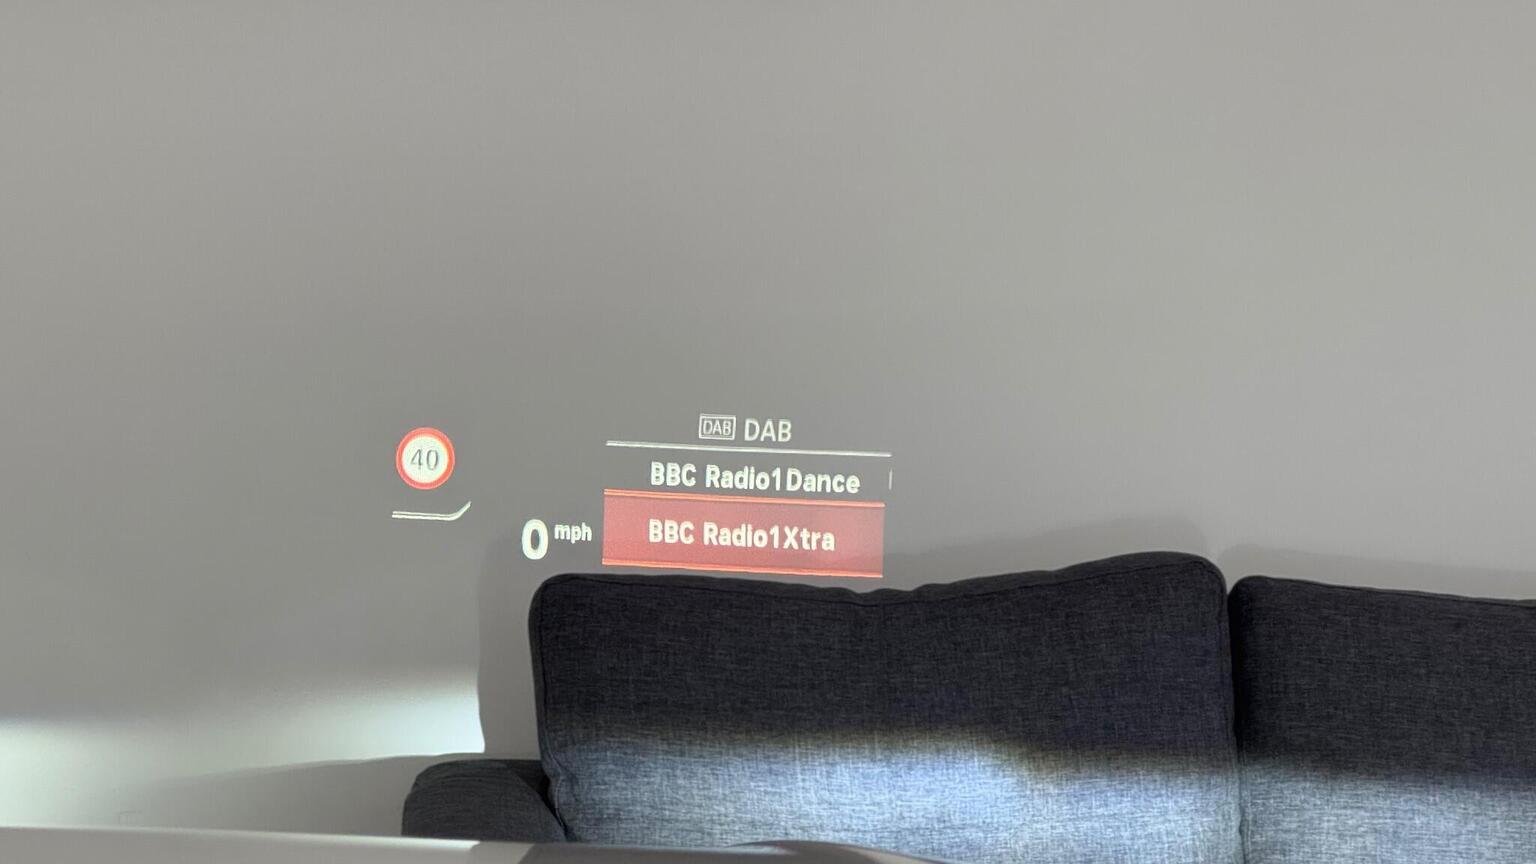 DAB DAB
40
BBC Radio1Dance
0 mph
BBC Radio1Xtra